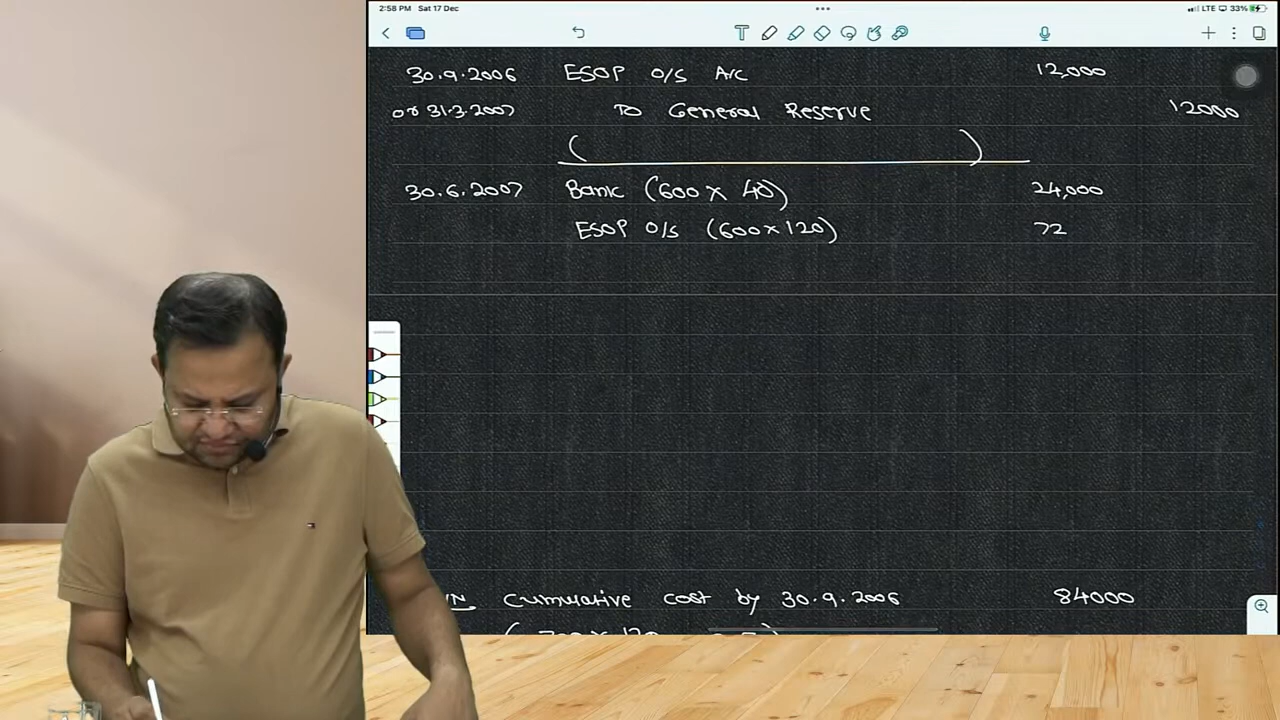 2:58 PM Sat 17 Dec
LTE 33%
30.9.2006 ESOP O/S A/C 12,000
or 31.3.2007 To General Reserve 12000
( )
30.6.2007 Bank (600 x 40) 24,000
ESOP O/S (600 x 120) 72
WN Cumulative cost by 30.9.2006 84000